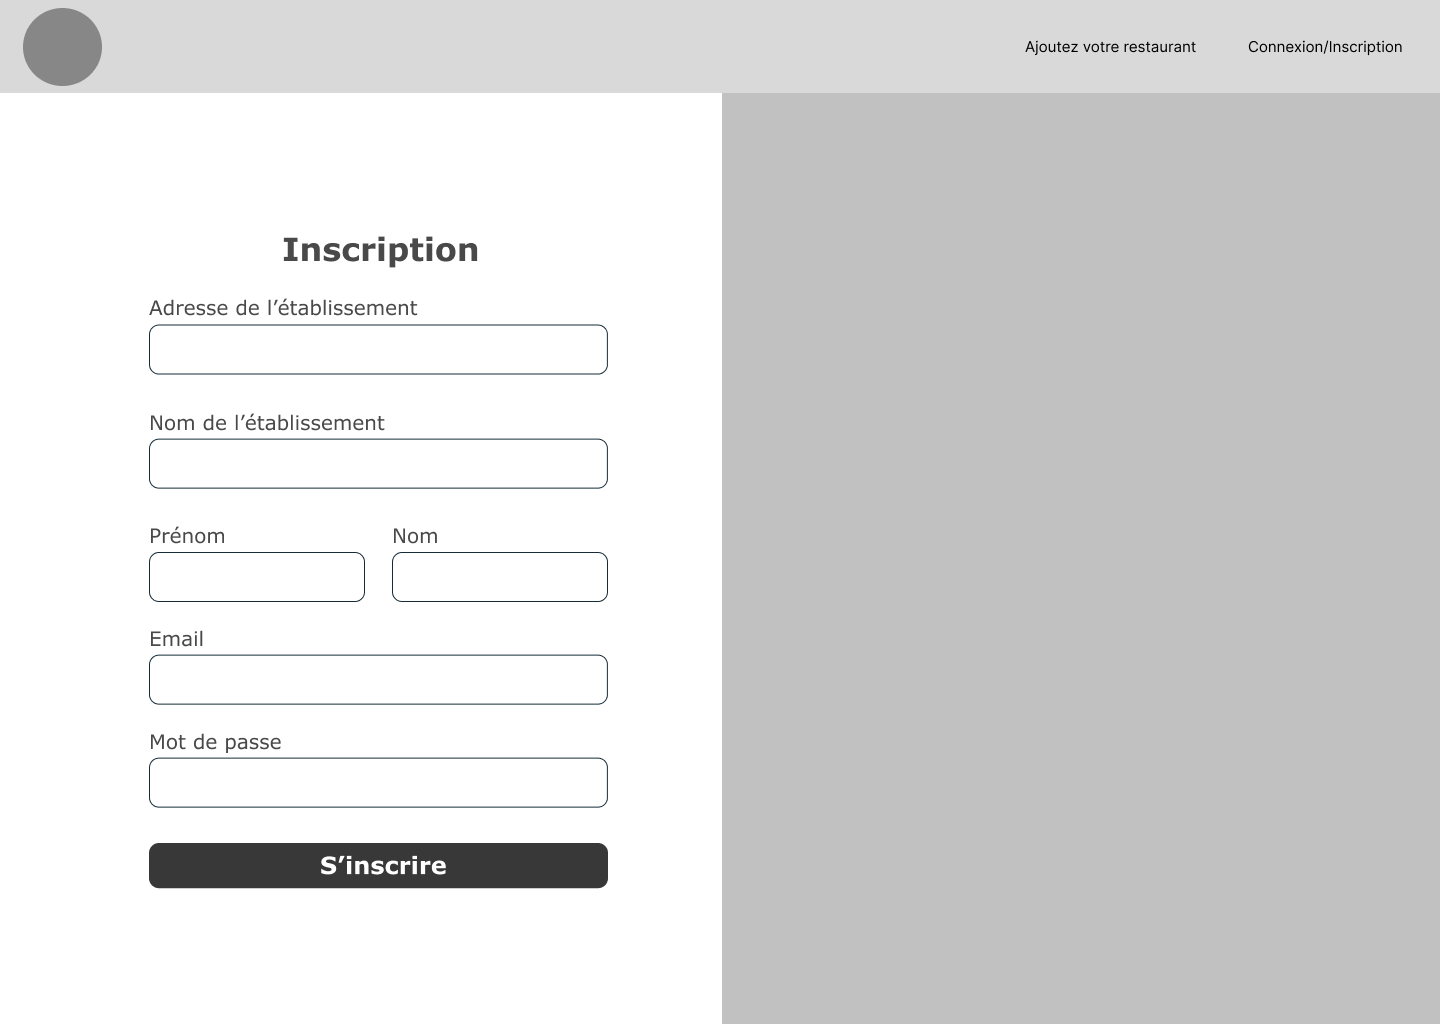 Ajoutez votre restaurant
Connexion/Inscription
Inscription
Adresse de l’établissement
Nom de l’établissement
Prénom
Nom
Email
Mot de passe
S’inscrire